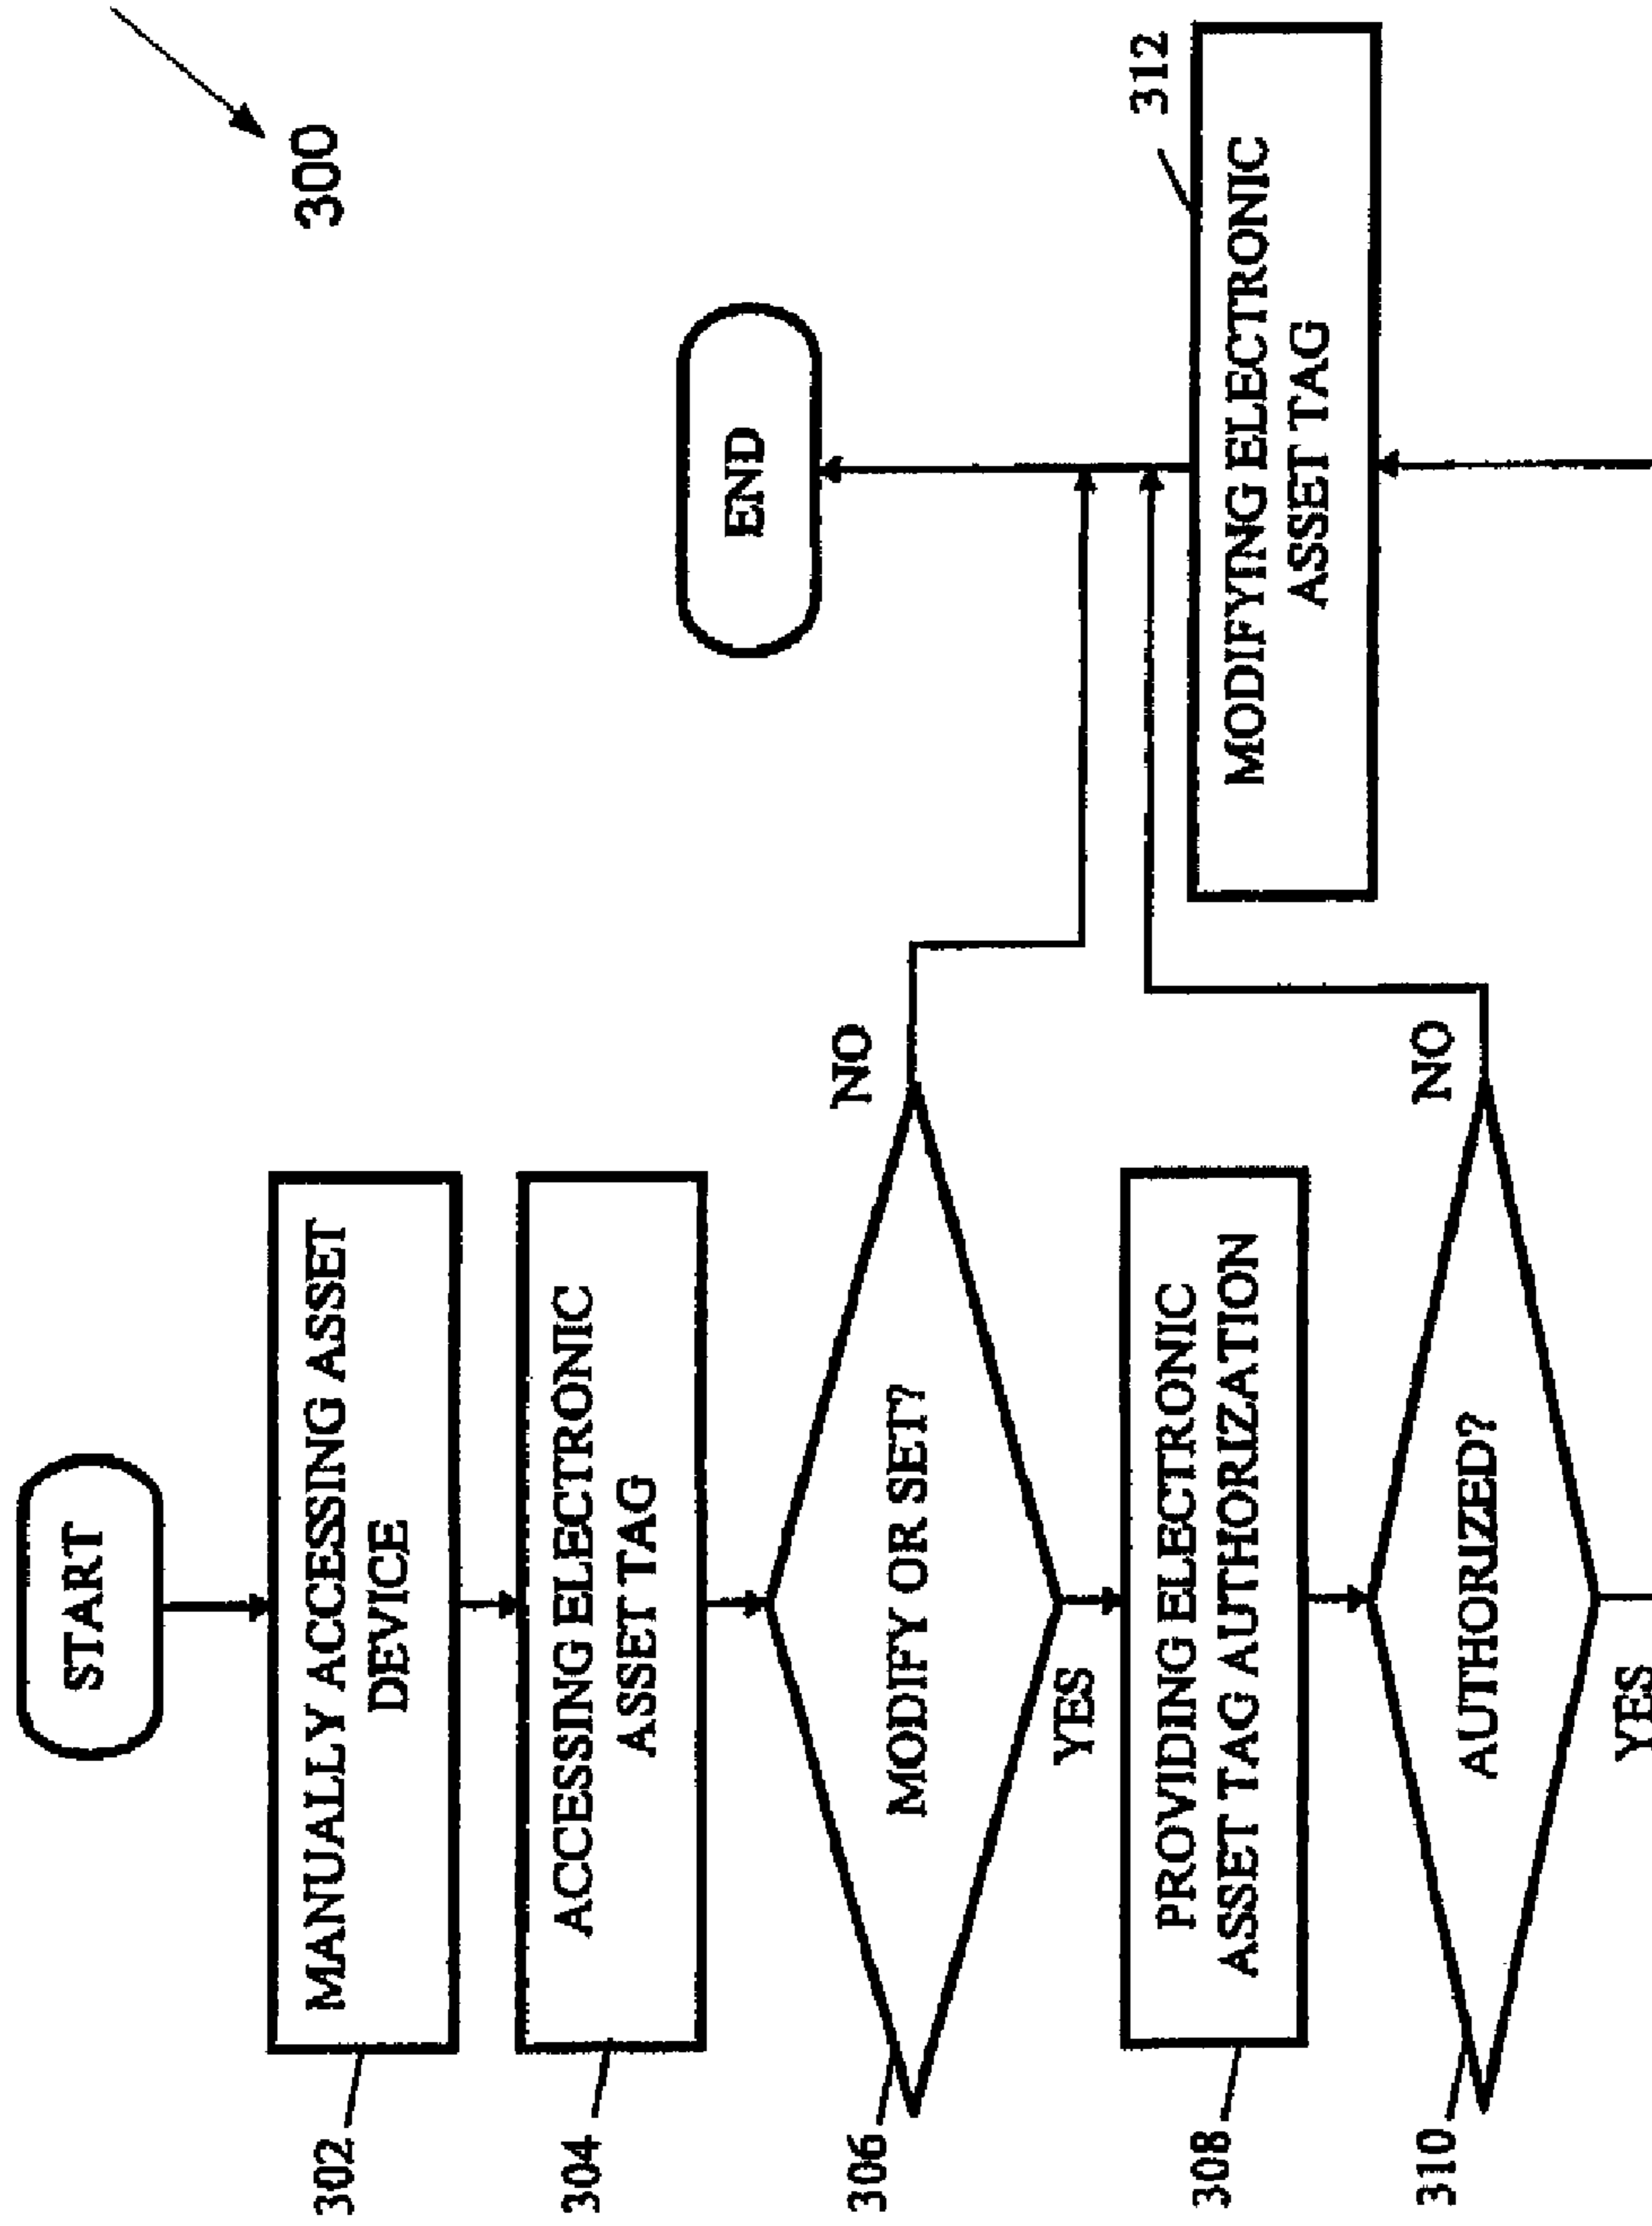 300
START
302
MANUALLY ACCESSING ASSET
DEVICE
304
ACCESSING ELECTRONIC
ASSET TAG
306
MODIFY OR SET?
NO
YES
308
PROVIDING ELECTRONIC
ASSET TAG AUTHORIZATION
310
AUTHORIZED?
NO
YES
312
MODIFYING ELECTRONIC
ASSET TAG
END